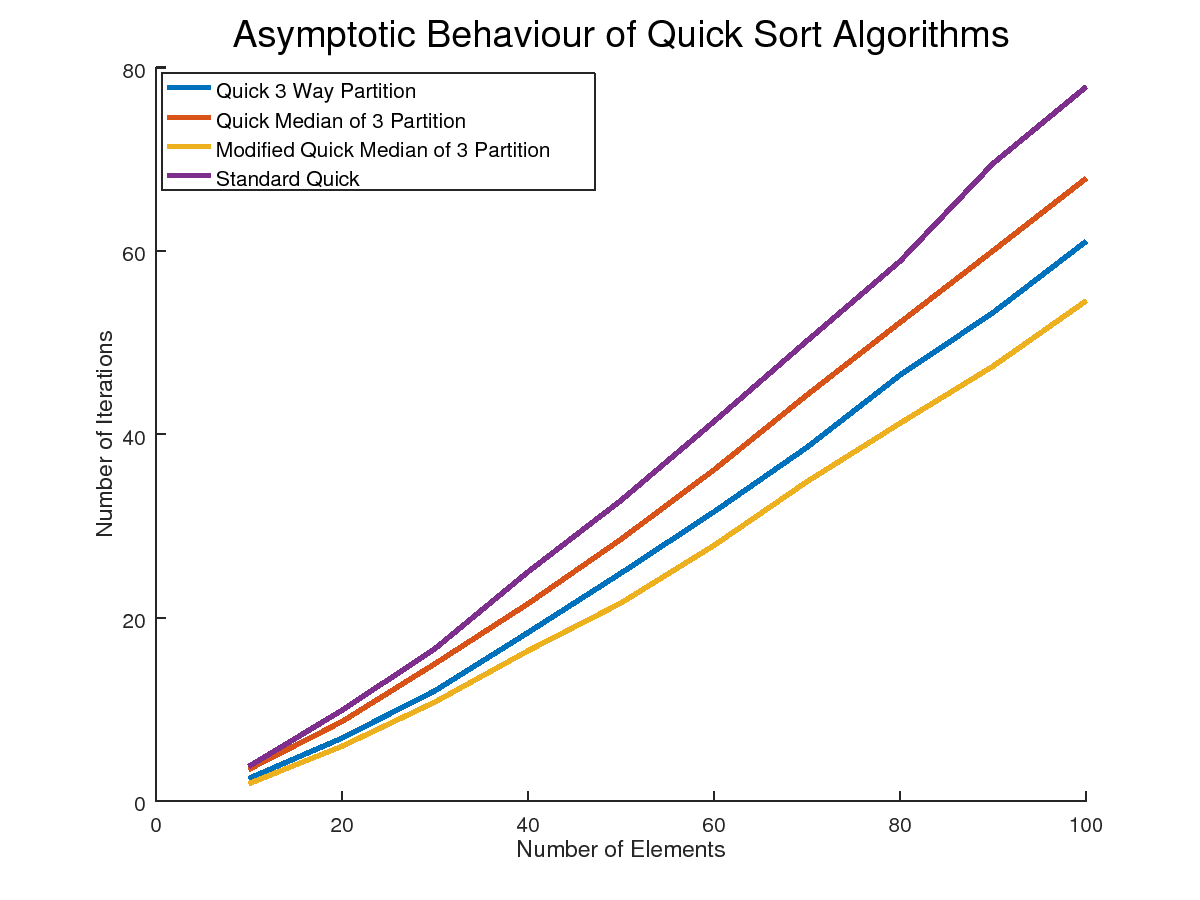 Asymptotic Behaviour of Quick Sort Algorithms
80
Quick 3 Way Partition
Quick Median of 3 Partition
Modified Quick Median of 3 Partition
Standard Quick
60
40
20
0
Number of Iterations
0 20 40 60 80 100
Number of Elements